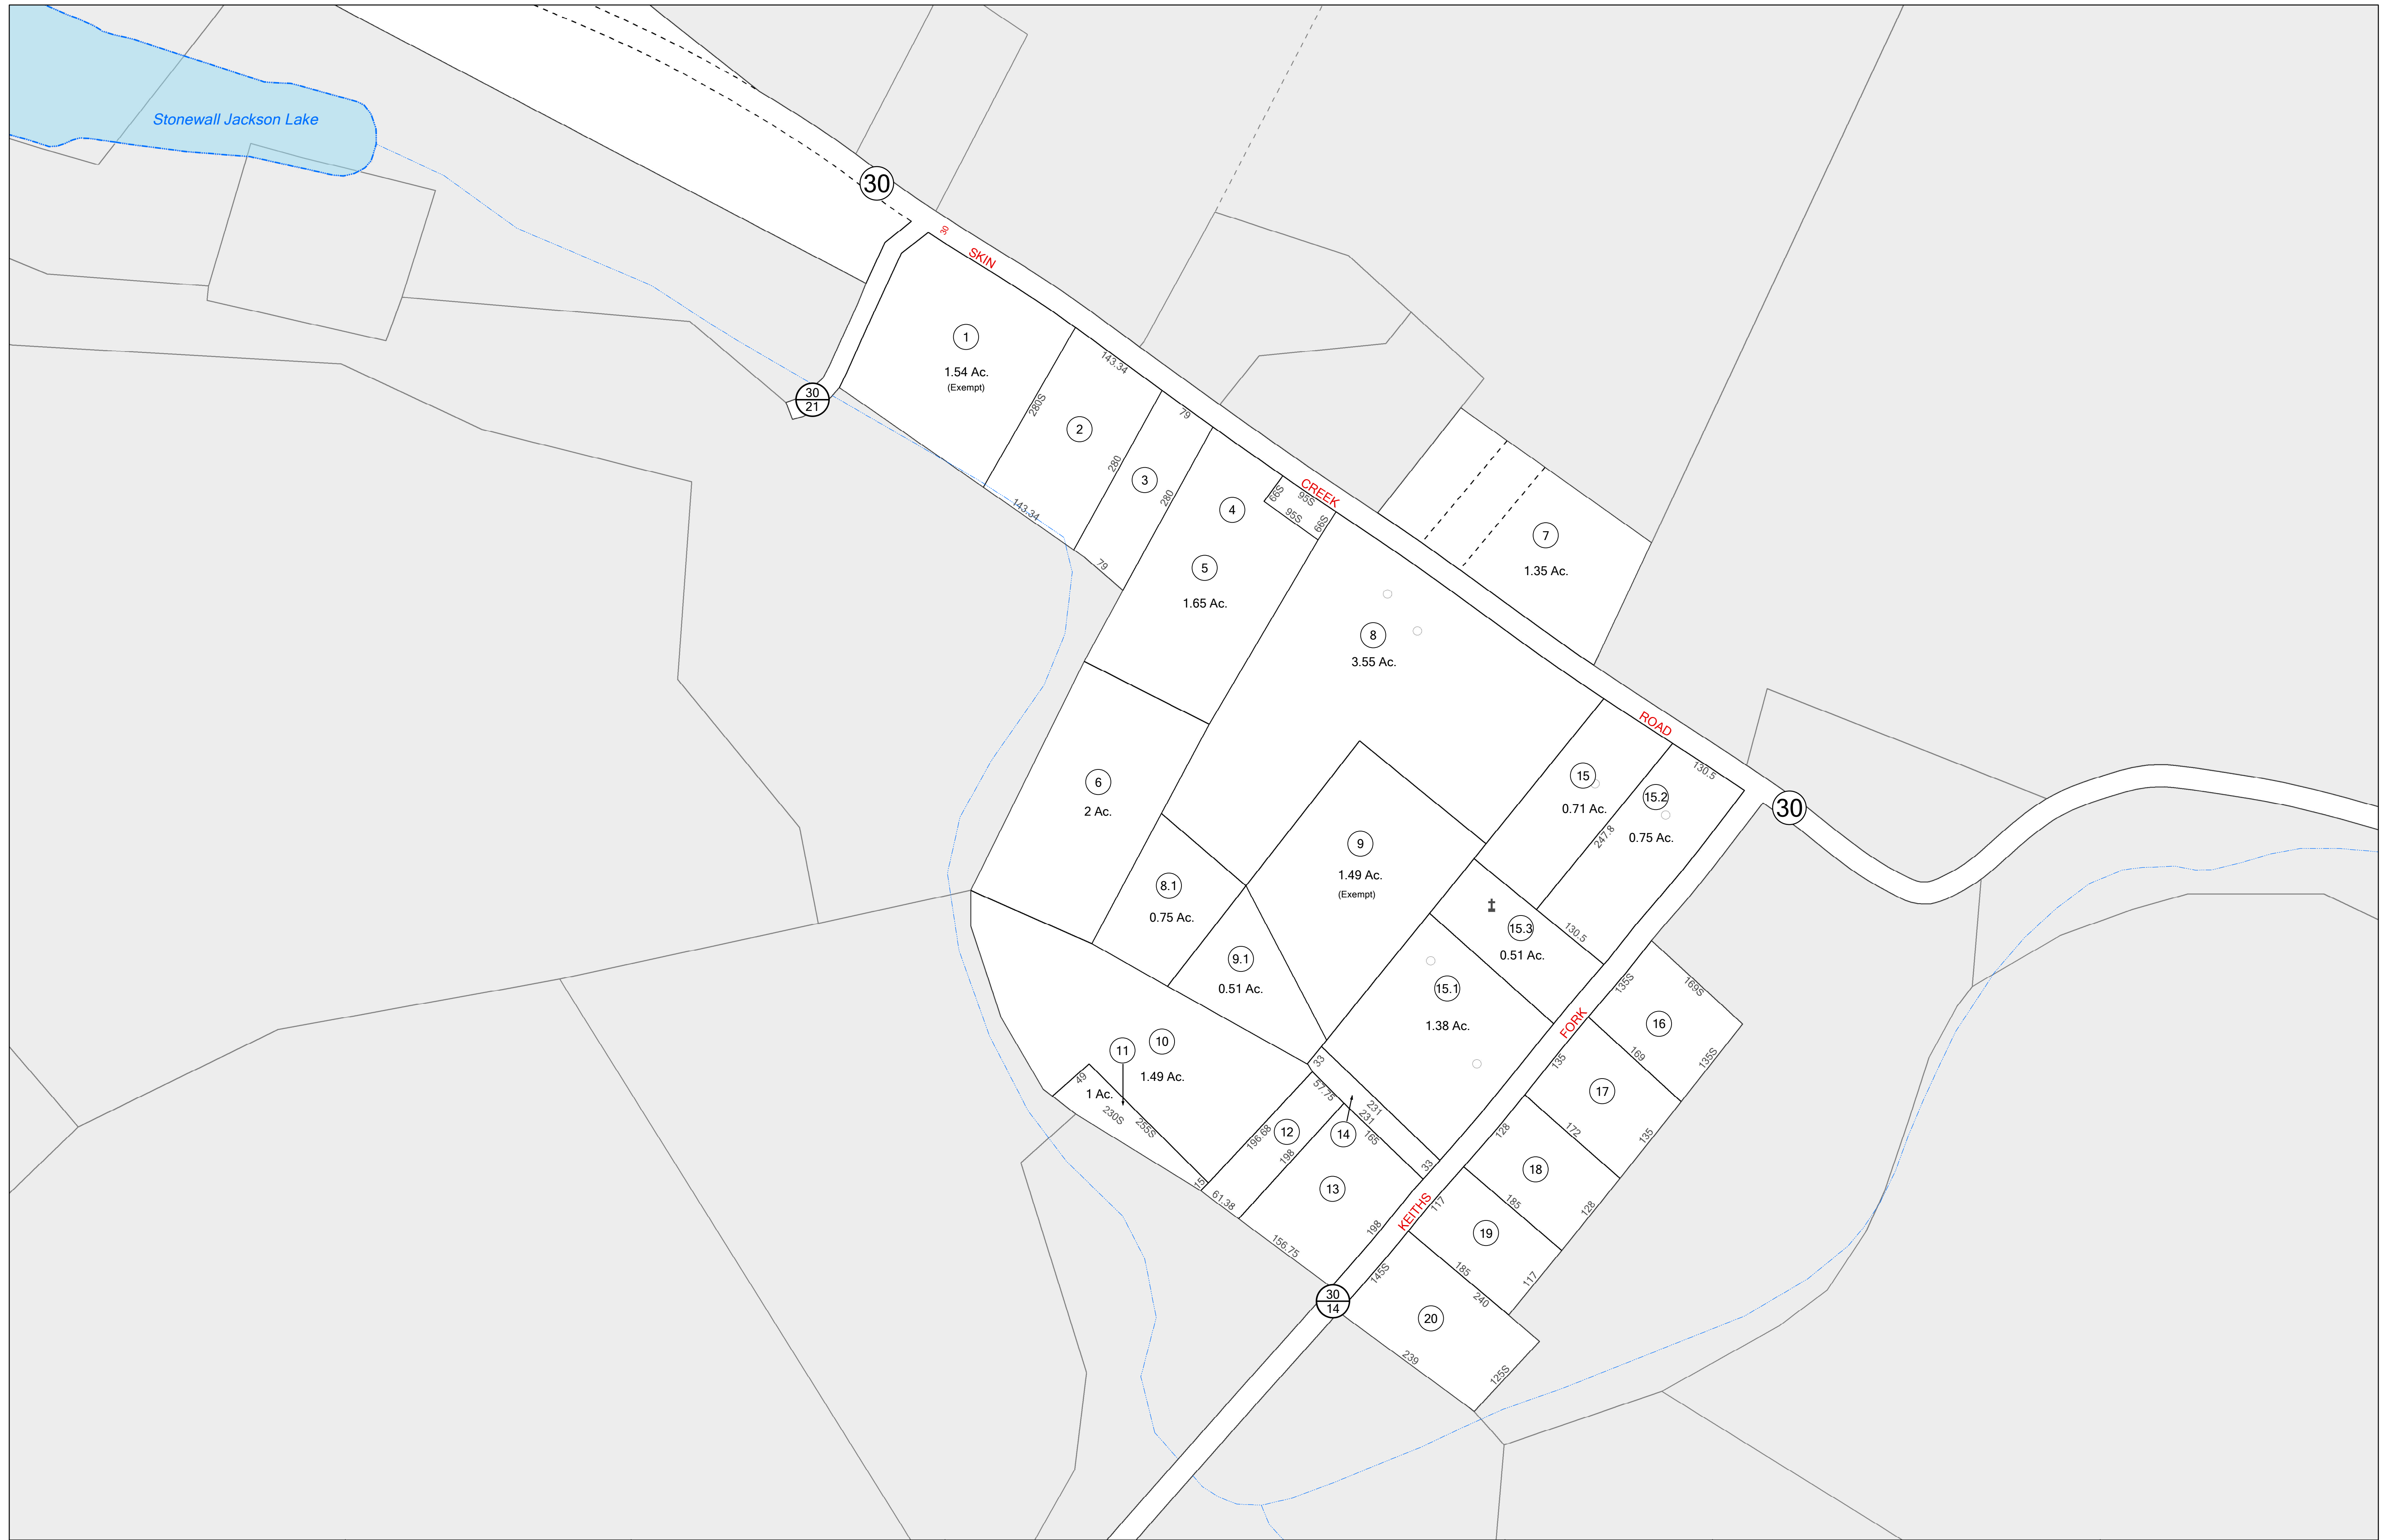 Stonewall Jackson Lake
30
30
SKIN
1
1.54 Ac.
(Exempt)
30
21
280S
143.34
2
143.34
280
79
3
280
79
4
66S
95S
95S
66S
CREEK
5
1.65 Ac.
7
1.35 Ac.
8
3.55 Ac.
ROAD
6
2 Ac.
15
0.71 Ac.
15.2
0.75 Ac.
130.5
247.8
30
9
1.49 Ac.
(Exempt)
8.1
0.75 Ac.
15.3
0.51 Ac.
130.5
9.1
0.51 Ac.
15.1
1.38 Ac.
135S
169S
16
135S
FORK
10
1.49 Ac.
11
1 Ac.
49
230S
255S
33
57.75
231
231
165
14
12
196.68
198
15
61.38
13
33
198
156.75
135
169
17
135
128
172
18
128
KEITHS
117
185
19
117
185
240
145S
30
14
20
239
125S